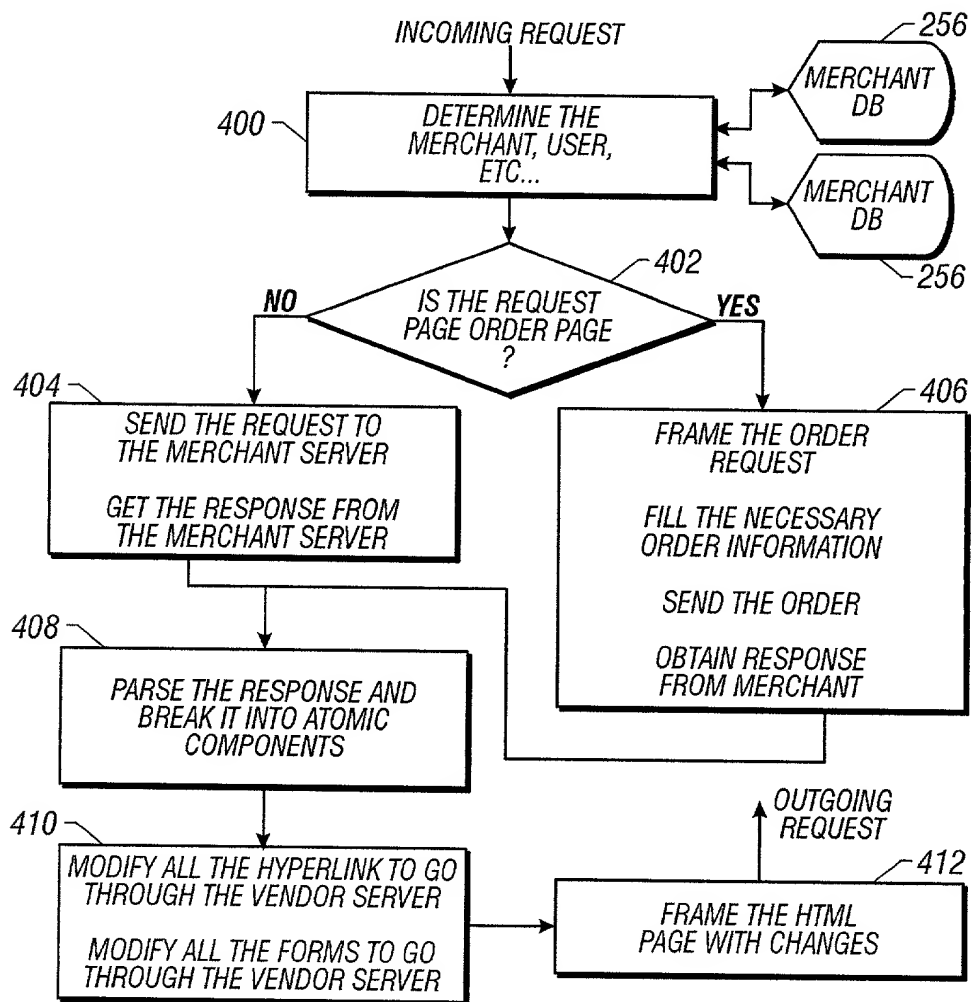 INCOMING REQUEST
256
MERCHANT
DB
400
DETERMINE THE
MERCHANT, USER,
ETC...
MERCHANT
DB
256
402
NO
IS THE REQUEST
PAGE ORDER PAGE
?
YES
404
SEND THE REQUEST TO
THE MERCHANT SERVER
GET THE RESPONSE FROM
THE MERCHANT SERVER
406
FRAME THE ORDER
REQUEST
FILL THE NECESSARY
ORDER INFORMATION
SEND THE ORDER
OBTAIN RESPONSE
FROM MERCHANT
408
PARSE THE RESPONSE AND
BREAK IT INTO ATOMIC
COMPONENTS
410
MODIFY ALL THE HYPERLINK TO GO
THROUGH THE VENDOR SERVER
MODIFY ALL THE FORMS TO GO
THROUGH THE VENDOR SERVER
OUTGOING
REQUEST
412
FRAME THE HTML
PAGE WITH CHANGES